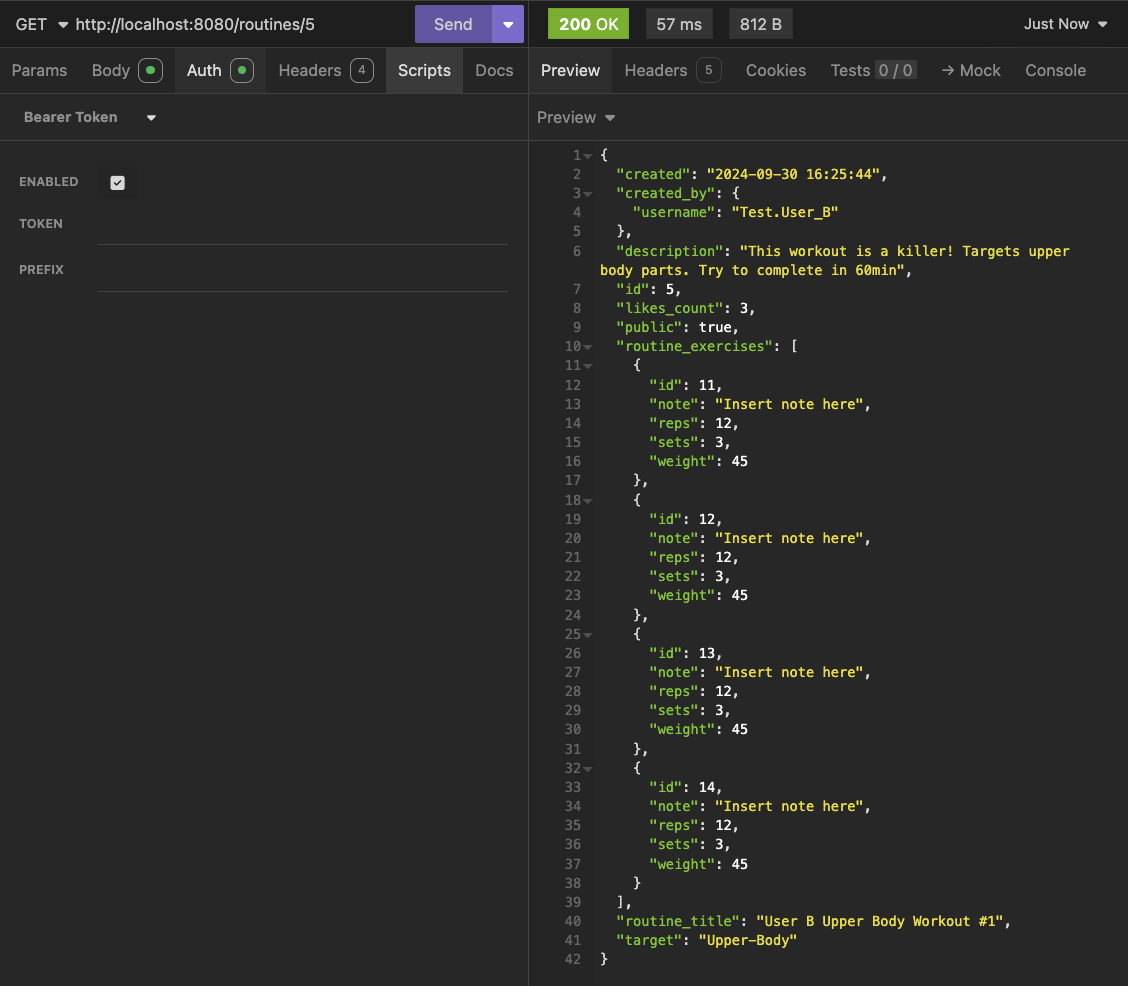 GET http://localhost:8080/routines/5 Send
200 OK 57 ms 812 B Just Now
Params Body Auth Headers 4 Scripts Docs
Preview Headers 5 Cookies Tests 0 / 0 → Mock Console
Bearer Token
Preview
ENABLED
TOKEN
PREFIX
1 {
2 "created": "2024-09-30 16:25:44",
3 "created_by": {
4 "username": "Test.User_B"
5 },
6 "description": "This workout is a killer! Targets upper
body parts. Try to complete in 60min",
7 "id": 5,
8 "likes_count": 3,
9 "public": true,
10 "routine_exercises": [
11 {
12 "id": 11,
13 "note": "Insert note here",
14 "reps": 12,
15 "sets": 3,
16 "weight": 45
17 },
18 {
19 "id": 12,
20 "note": "Insert note here",
21 "reps": 12,
22 "sets": 3,
23 "weight": 45
24 },
25 {
26 "id": 13,
27 "note": "Insert note here",
28 "reps": 12,
29 "sets": 3,
30 "weight": 45
31 },
32 {
33 "id": 14,
34 "note": "Insert note here",
35 "reps": 12,
36 "sets": 3,
37 "weight": 45
38 }
39 ],
40 "routine_title": "User B Upper Body Workout #1",
41 "target": "Upper-Body"
42 }